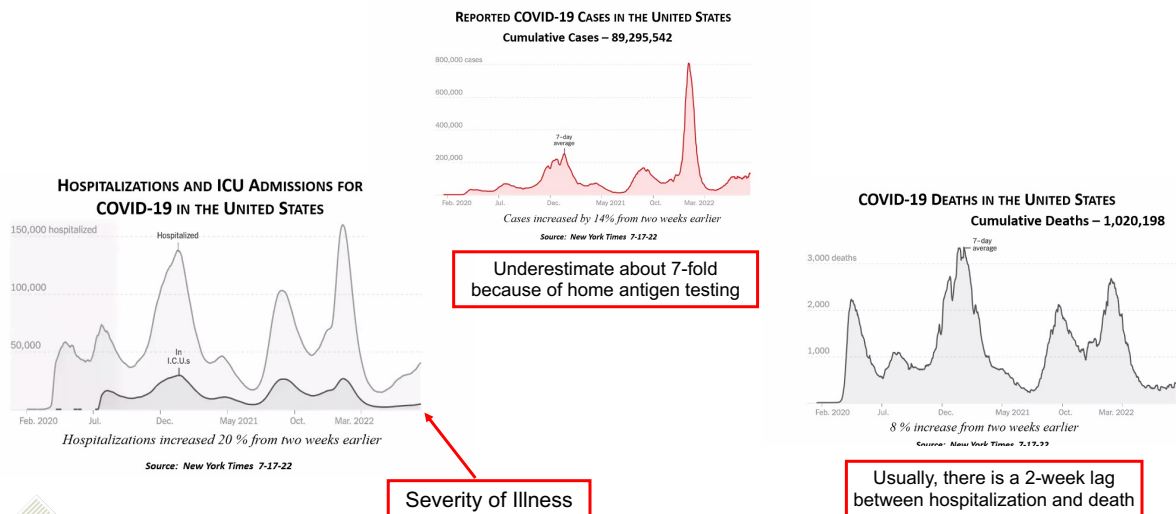 REPORTED COVID-19 CASES IN THE UNITED STATES
Cumulative Cases – 89,295,542
800,000 cases
600,000
400,000
200,000
7-day
average
Feb. 2020
Jul.
Dec.
May 2021
Oct.
Mar. 2022
Cases increased by 14% from two weeks earlier
Source: New York Times 7-17-22
Underestimate about 7-fold
because of home antigen testing
HOSPITALIZATIONS AND ICU ADMISSIONS FOR
COVID-19 IN THE UNITED STATES
150,000 hospitalized
100,000
50,000
Hospitalized
In
I.C.U.s
Feb. 2020
Jul.
Dec.
May 2021
Oct.
Mar. 2022
Hospitalizations increased 20 % from two weeks earlier
Source: New York Times 7-17-22
Severity of Illness
COVID-19 DEATHS IN THE UNITED STATES
Cumulative Deaths – 1,020,198
3,000 deaths
2,000
1,000
7-day
average
Feb. 2020
Jul.
Dec.
May 2021
Oct.
Mar. 2022
8 % increase from two weeks earlier
Source: New York Times 7-17-22
Usually, there is a 2-week lag
between hospitalization and death